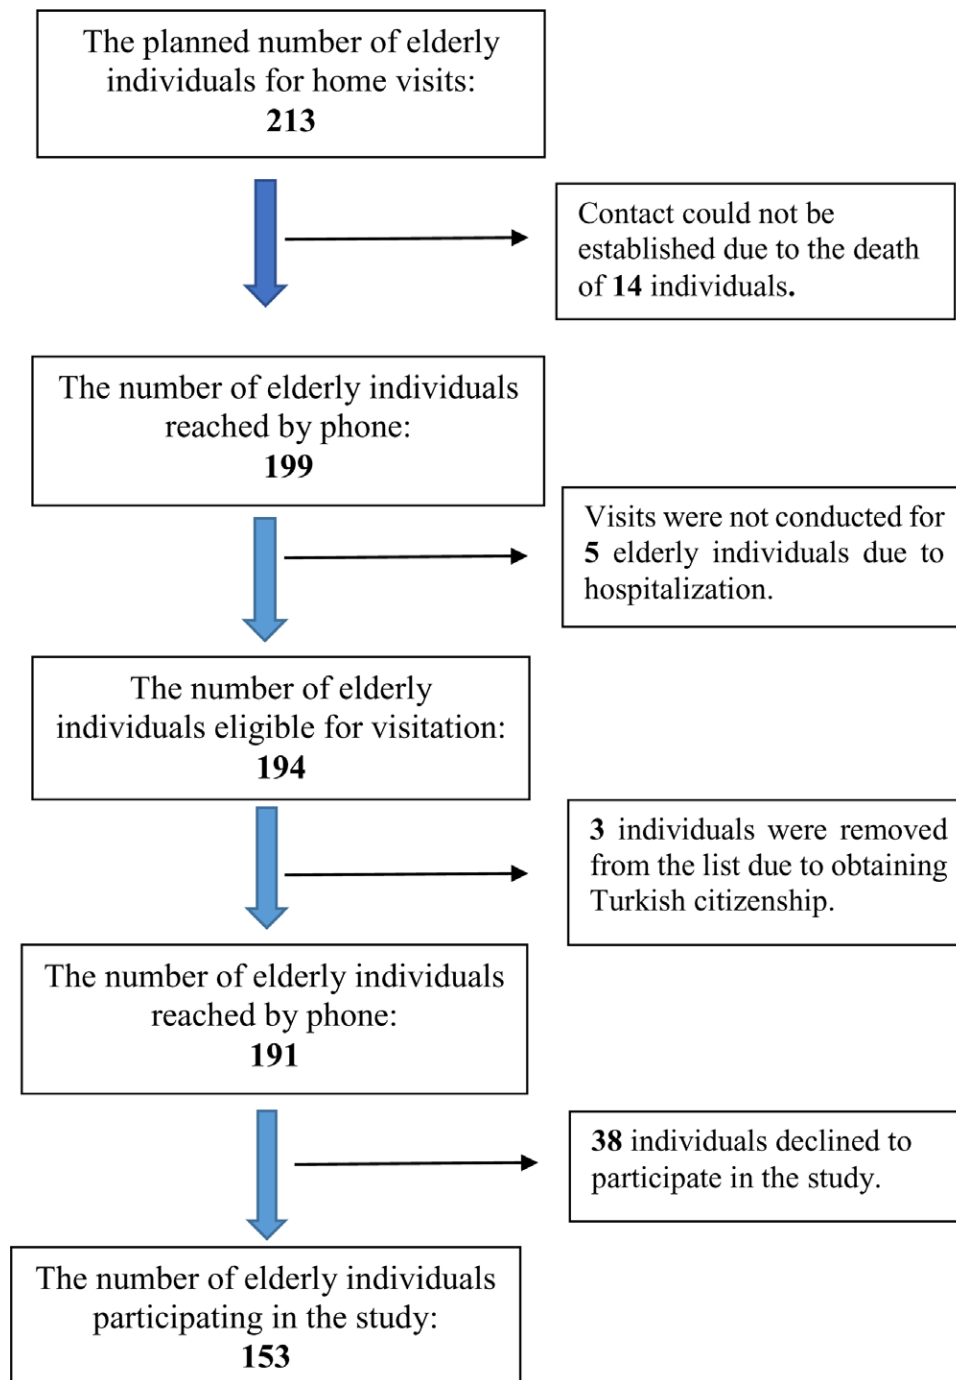 The planned number of elderly
individuals for home visits:
213
Contact could not be
established due to the death
of 14 individuals.
The number of elderly individuals
reached by phone:
199
Visits were not conducted for
5 elderly individuals due to
hospitalization.
The number of elderly
individuals eligible for visitation:
194
3 individuals were removed
from the list due to obtaining
Turkish citizenship.
The number of elderly individuals
reached by phone:
191
38 individuals declined to
participate in the study.
The number of elderly individuals
participating in the study:
153